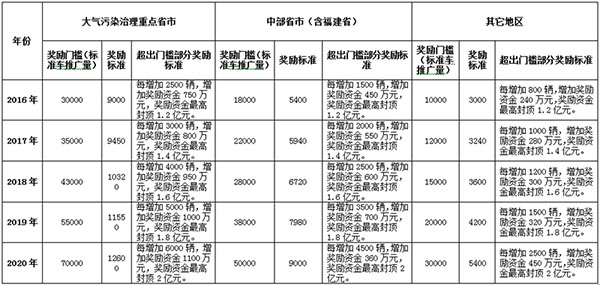 年份
大气污染治理重点省市
中部省市（含福建省）
其它地区
奖励门槛(标准车推广量)
奖励标准
超出门槛部分奖励标准
奖励门槛(标准车推广量)
奖励标准
超出门槛部分奖励标准
奖励门槛(标准车推广量)
奖励标准
超出门槛部分奖励标准
2016 年
30000
9000
每增加 2500 辆，增
加奖励资金 750 万
元，奖励资金最高
封顶 1.2 亿元。
18000
5400
每增加 1500 辆，增
加奖励资金 450 万
元，奖励资金最高
封顶 1.2 亿元。
10000
3000
每增加 800 辆，增加奖
励资金 240 万元，奖励
资金最高封顶 1.2 亿
元。
2017 年
35000
9450
每增加 3000 辆，增
加奖励资金 800 万
元，奖励资金最高
封顶 1.4 亿元。
22000
5940
每增加 2000 辆，增
加奖励资金 550 万
元，奖励资金最高
封顶 1.4 亿元。
12000
3240
每增加 1000 辆，增加奖
励资金 280 万元，奖励资
金最高封顶 1.4 亿元。
2018 年
43000
1032
0
每增加 4000 辆，增
加奖励资金 950 万
元，奖励资金最高
封顶 1.6 亿元。
28000
6720
每增加 2500 辆，增
加奖励资金 600 万
元，奖励资金最高
封顶 1.6 亿元。
15000
3600
每增加 1200 辆，增加奖
励资金 300 万元，奖励资
金最高封顶 1.6 亿元。
2019 年
55000
1155
0
每增加 5000 辆，增
加奖励资金 1000 万
元，奖励资金最高
封顶 1.8 亿元。
38000
7980
每增加 3500 辆，增
加奖励资金 700 万
元，奖励资金最高
封顶 1.8 亿元。
20000
4200
每增加 1500 辆，增加奖
励资金 320 万元，奖励资
金最高封顶 1.8 亿元。
2020 年
70000
1260
0
每增加 6000 辆，增
加奖励资金 1100 万
元，奖励资金最高
封顶 2 亿元。
50000
9000
每增加 4500 辆，增
加奖励资金 360 万
元，奖励资金最高
封顶 2 亿元。
30000
5400
每增加 2500 辆，增加奖
励资金 450 万元，奖励资
金最高封顶 2 亿元。